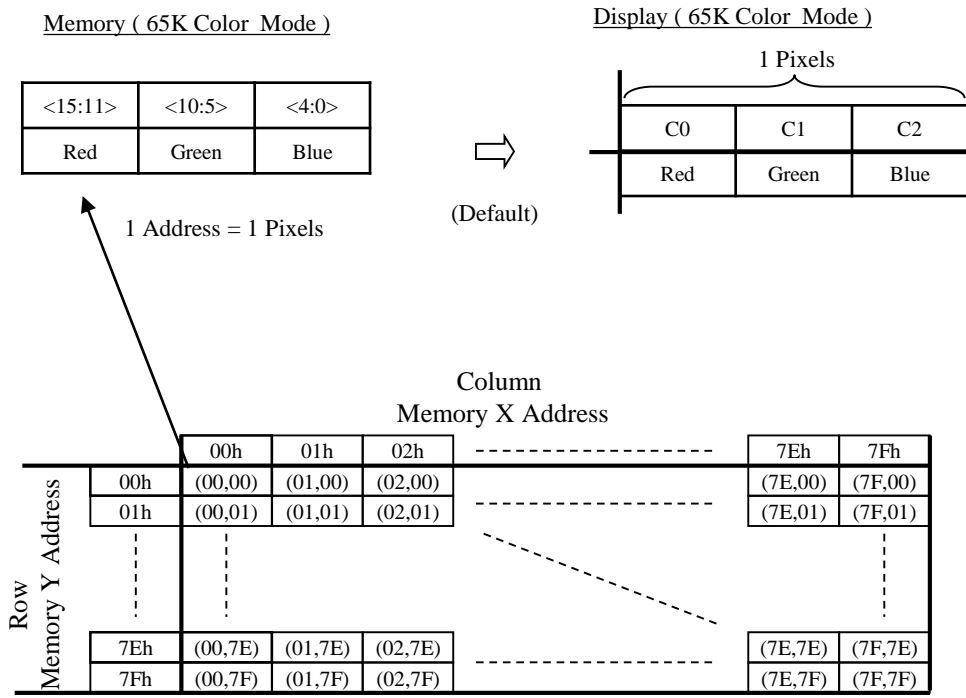 Memory ( 65K Color Mode )
Display ( 65K Color Mode )
1 Pixels
<15:11> <10:5> <4:0>
Red Green Blue
C0 C1 C2
Red Green Blue
(Default)
1 Address = 1 Pixels
Column
Memory X Address
00h 01h 02h 7Eh 7Fh
Row
Memory Y Address
00h (00,00) (01,00) (02,00) (7E,00) (7F,00)
01h (00,01) (01,01) (02,01) (7E,01) (7F,01)
7Eh (00,7E) (01,7E) (02,7E) (7E,7E) (7F,7E)
7Fh (00,7F) (01,7F) (02,7F) (7E,7F) (7F,7F)